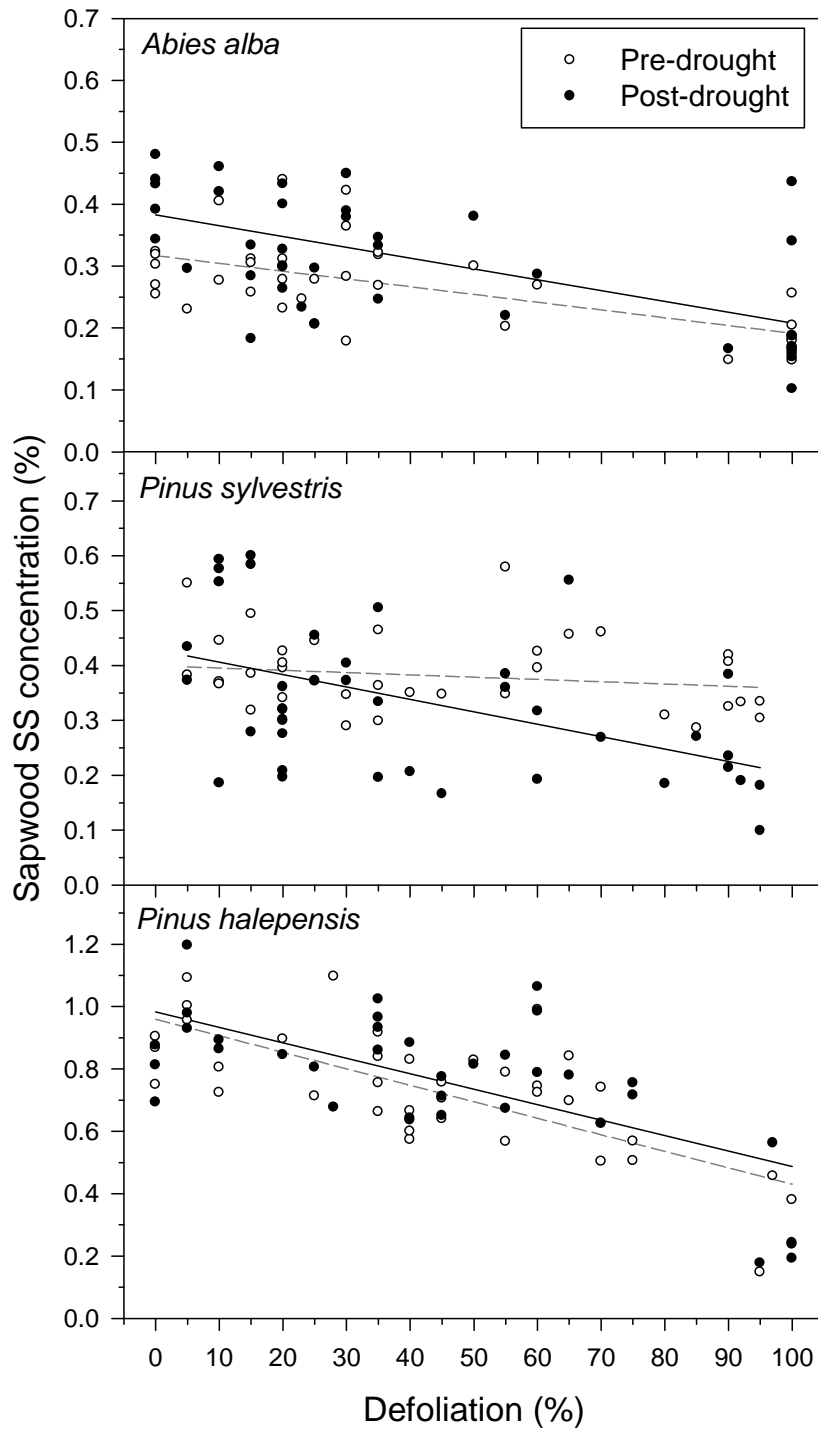 0.7
Abies alba
Pre-drought
Post-drought
0.6
0.5
0.4
0.3
0.2
0.1
0.0
Pinus sylvestris
0.7
0.6
0.5
0.4
0.3
0.2
0.1
0.0
Sapwood SS concentration (%)
Pinus halepensis
1.2
1.0
0.8
0.6
0.4
0.2
0.0
0 10 20 30 40 50 60 70 80 90 100
Defoliation (%)